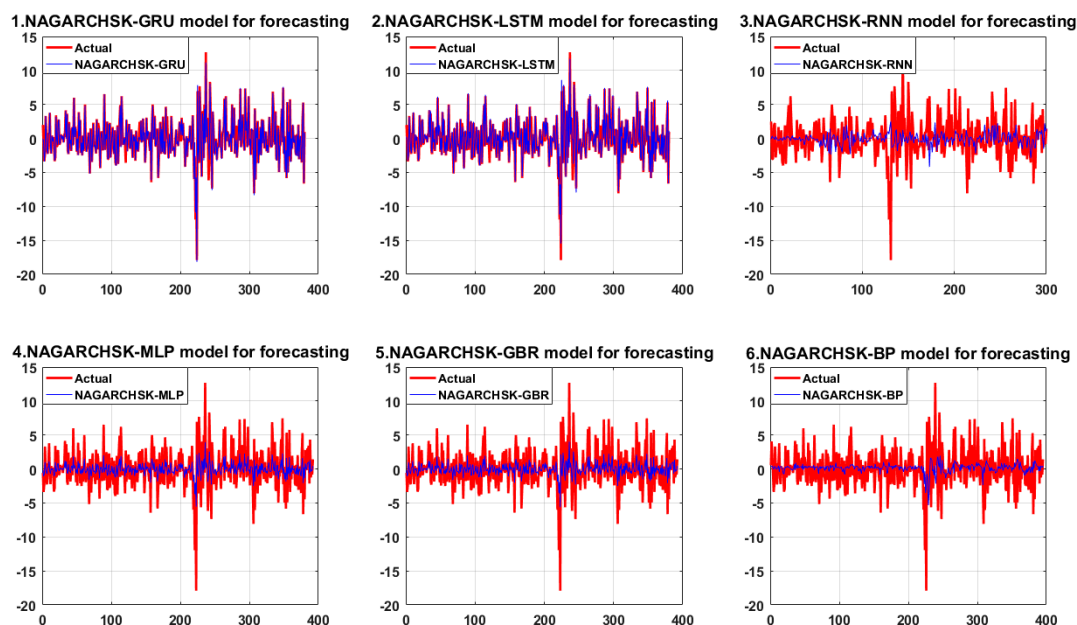 1.NAGARCHSK-GRU model for forecasting
15
10
5
0
-5
-10
-15
-20
0 100 200 300 400
Actual
NAGARCHSK-GRU
2.NAGARCHSK-LSTM model for forecasting
15
10
5
0
-5
-10
-15
-20
0 100 200 300 400
Actual
NAGARCHSK-LSTM
3.NAGARCHSK-RNN model for forecasting
15
10
5
0
-5
-10
-15
-20
0 100 200 300
Actual
NAGARCHSK-RNN
4.NAGARCHSK-MLP model for forecasting
15
10
5
0
-5
-10
-15
-20
0 100 200 300 400
Actual
NAGARCHSK-MLP
5.NAGARCHSK-GBR model for forecasting
15
10
5
0
-5
-10
-15
-20
0 100 200 300 400
Actual
NAGARCHSK-GBR
6.NAGARCHSK-BP model for forecasting
15
10
5
0
-5
-10
-15
-20
0 100 200 300 400
Actual
NAGARCHSK-BP